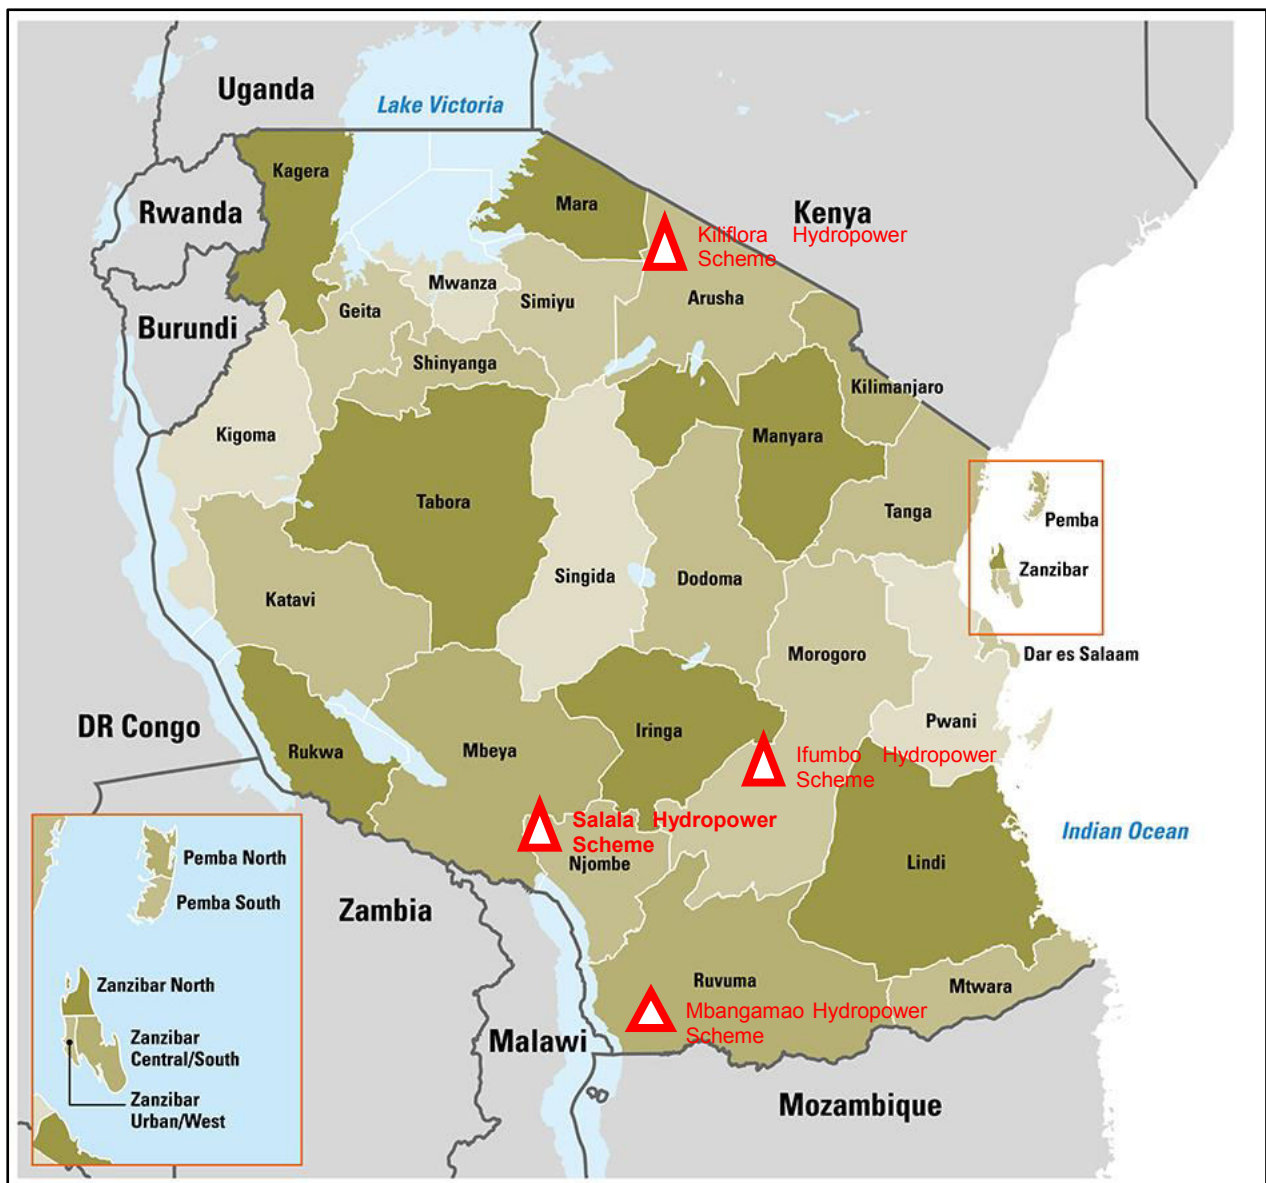 Uganda
Lake Victoria
Kagera
Rwanda
Mara
Kenya
Kiliflora Hydropower
Scheme
Mwanza
Arusha
Simiyu
Geita
Burundi
Shinyanga
Kilimanjaro
Kigoma
Manyara
Tabora
Tanga
Pemba
Zanzibar
Singida
Dodoma
Katavi
Morogoro
Dar es Salaam
DR Congo
Pwani
Iringa
Rukwa
Mbeya
Ifumbo Hydropower
Scheme
Salala Hydropower
Scheme
Indian Ocean
Njombe
Lindi
Pemba North
Pemba South
Zambia
Ruvuma
Mtwara
Zanzibar North
Mbangamao Hydropower
Scheme
Zanzibar
Central/South
Malawi
Zanzibar
Urban/West
Mozambique